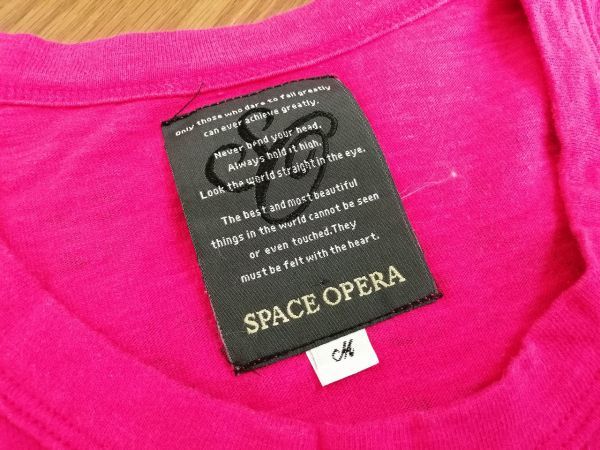 Only those who dare to fail greatly
can ever achieve greatly.
Never bend your head.
Always hold it high.
Look the world straight in the eye.
The best and most beautiful
things in the world cannot be seen
or even touched.They
must be felt with the heart.
SPACE OPERA
M